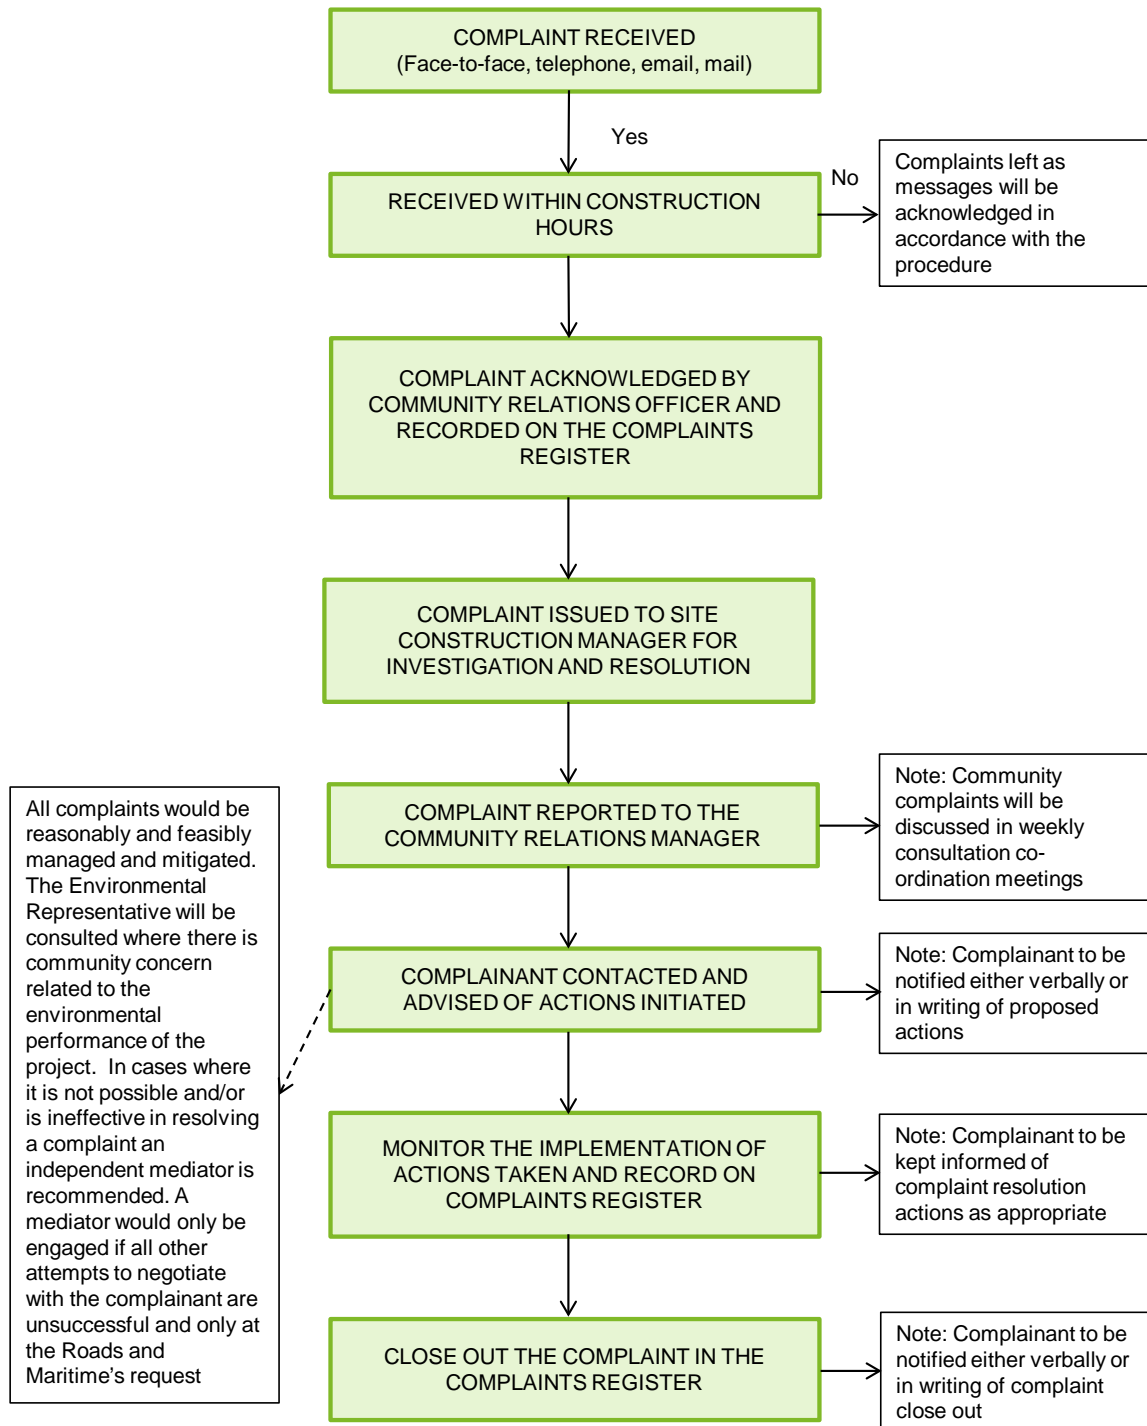 COMPLAINT RECEIVED
(Face-to-face, telephone, email, mail)
Yes
RECEIVED WITHIN CONSTRUCTION
HOURS
No
Complaints left as
messages will be
acknowledged in
accordance with the
procedure
COMPLAINT ACKNOWLEDGED BY
COMMUNITY RELATIONS OFFICER AND
RECORDED ON THE COMPLAINTS
REGISTER
COMPLAINT ISSUED TO SITE
CONSTRUCTION MANAGER FOR
INVESTIGATION AND RESOLUTION
COMPLAINT REPORTED TO THE
COMMUNITY RELATIONS MANAGER
Note: Community
complaints will be
discussed in weekly
consultation co-
ordination meetings
All complaints would be
reasonably and feasibly
managed and mitigated.
The Environmental
Representative will be
consulted where there is
community concern
related to the
environmental
performance of the
project.  In cases where
it is not possible and/or
is ineffective in resolving
a complaint an
independent mediator is
recommended. A
mediator would only be
engaged if all other
attempts to negotiate
with the complainant are
unsuccessful and only at
the Roads and
Maritime’s request
COMPLAINANT CONTACTED AND
ADVISED OF ACTIONS INITIATED
Note: Complainant to be
notified either verbally or
in writing of proposed
actions
MONITOR THE IMPLEMENTATION OF
ACTIONS TAKEN AND RECORD ON
COMPLAINTS REGISTER
Note: Complainant to be
kept informed of
complaint resolution
actions as appropriate
CLOSE OUT THE COMPLAINT IN THE
COMPLAINTS REGISTER
Note: Complainant to be
notified either verbally or
in writing of complaint
close out